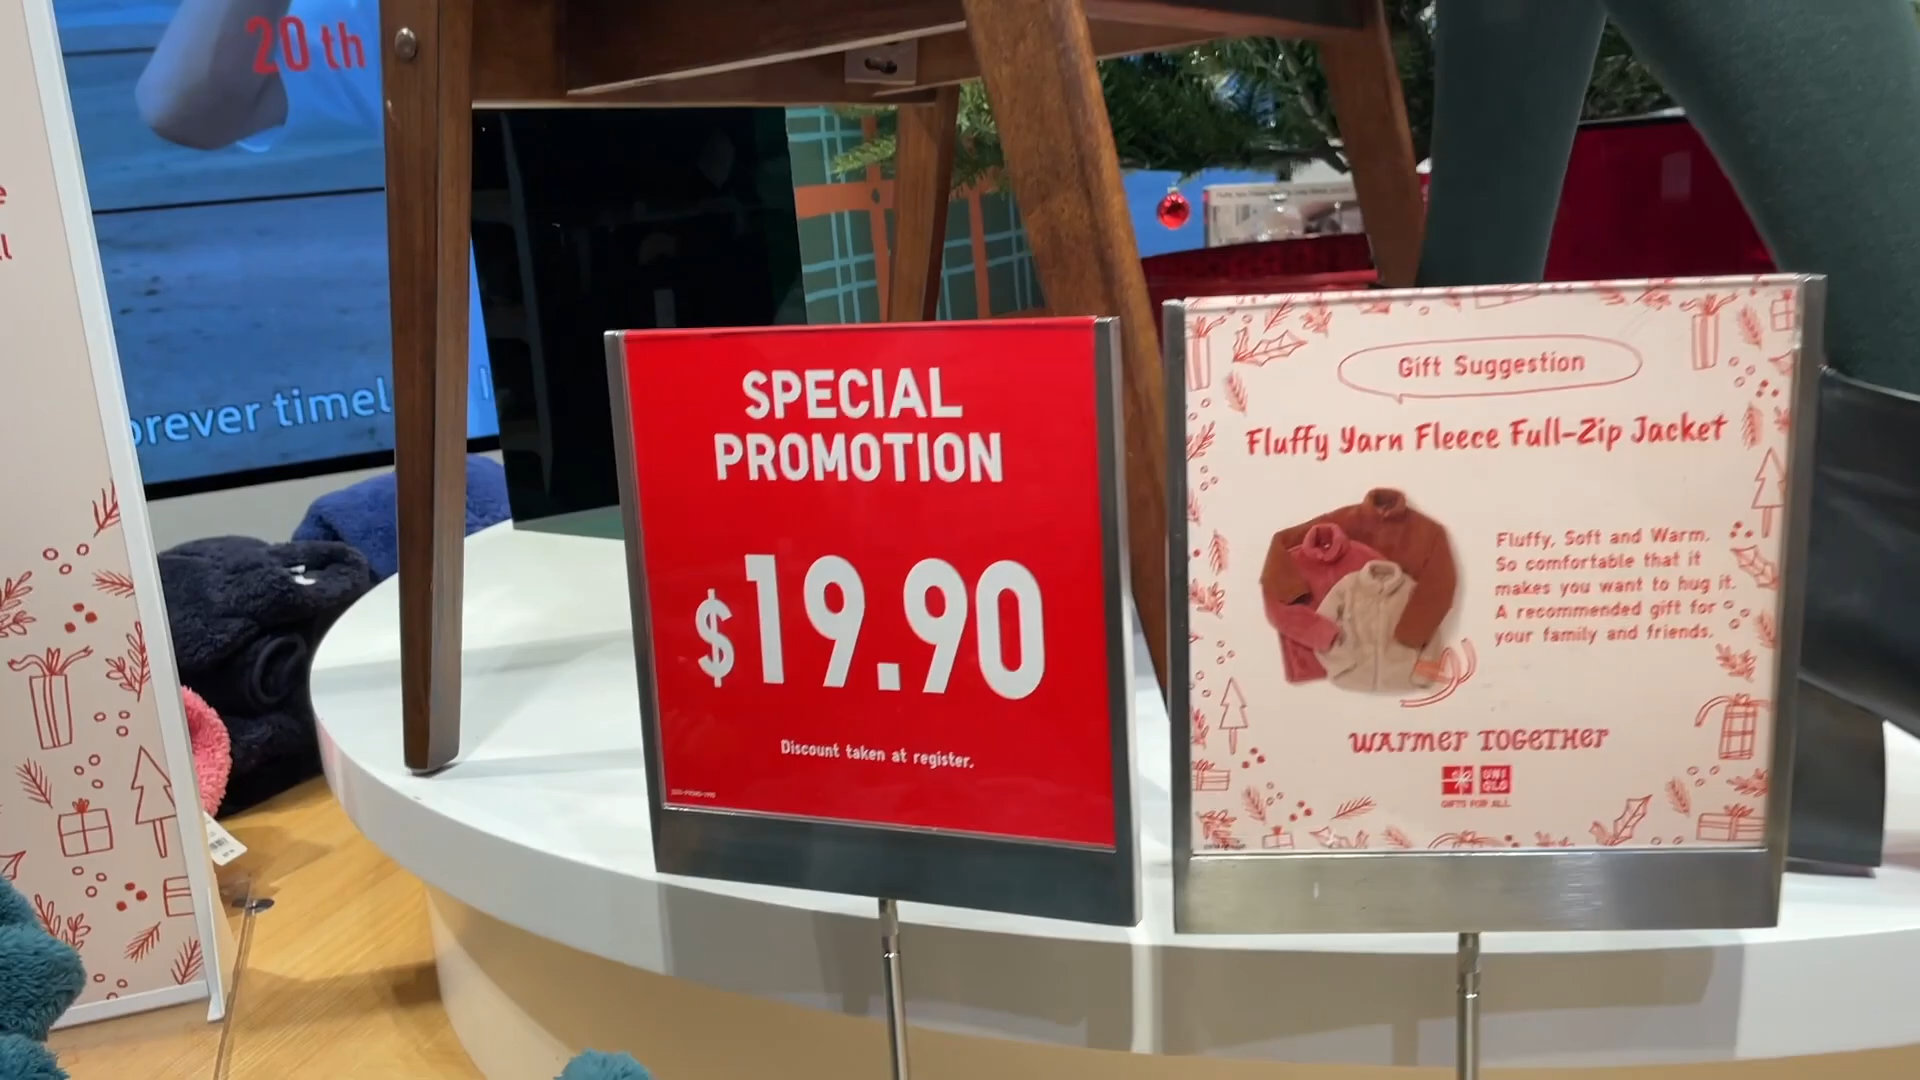 20 th
orever timel
SPECIAL
PROMOTION
$19.90
Discount taken at register.
Gift Suggestion
Fluffy Yarn Fleece Full-Zip Jacket
Fluffy, Soft and Warm.
So comfortable that it
makes you want to hug it.
A recommended gift for
your family and friends.
WARMER TOGETHER
UNI
QLO
GIFTS FOR ALL